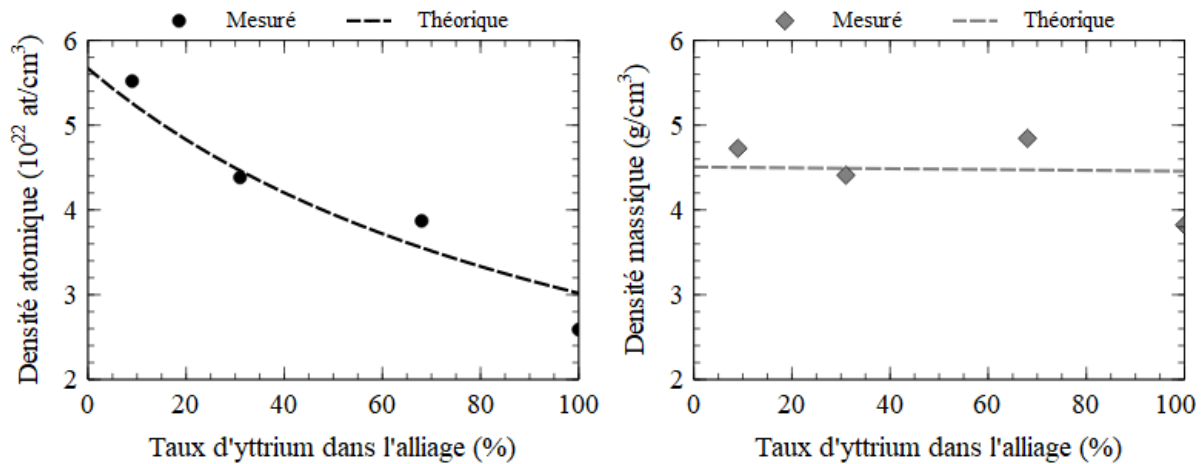 Mesuré Théorique
Densité atomique (10²² at/cm³)
6
5
4
3
2
0 20 40 60 80 100
Taux d'yttrium dans l'alliage (%)
Mesuré Théorique
Densité massique (g/cm³)
6
5
4
3
2
0 20 40 60 80 100
Taux d'yttrium dans l'alliage (%)